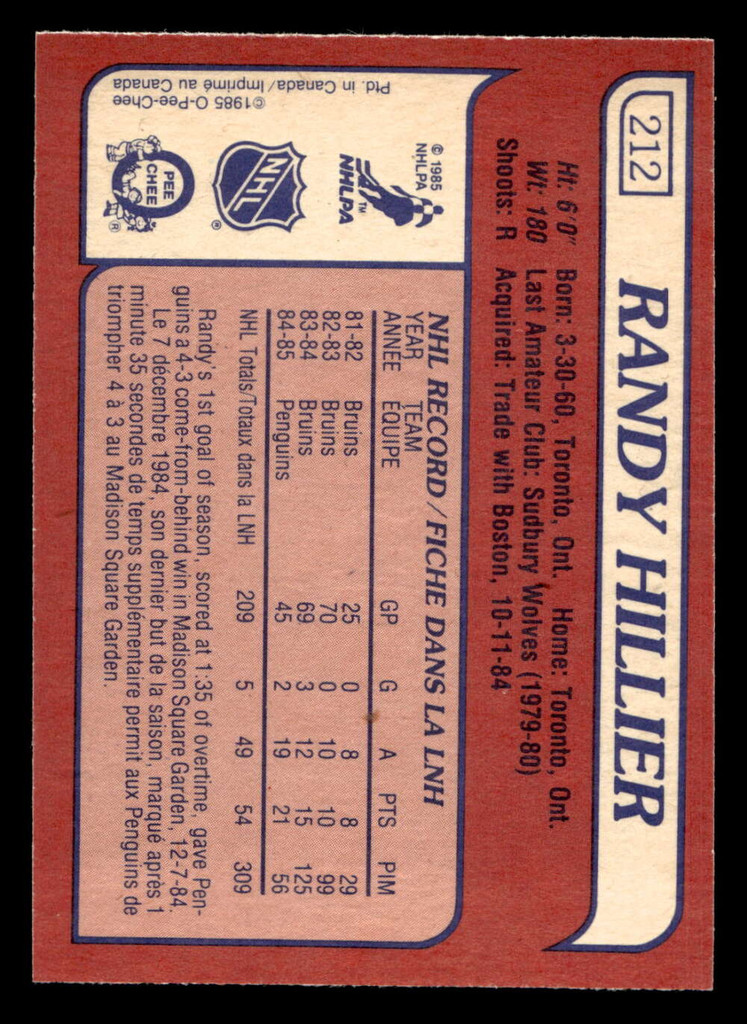 212
RANDY HILLIER
Ht: 6'0" Born: 3-30-60, Toronto, Ont. Home: Toronto, Ont.
Wt: 180 Last Amateur Club: Sudbury Wolves (1979-80)
Shoots: R Acquired: Trade with Boston, 10-11-84
© 1985
NHLPA
NHLPA TM
NHL
®
PEE
CHEE
®
©1985 O-Pee-Chee
Ptd. in Canada/Imprimé au Canada
NHL RECORD/FICHE DANS LA LNH
YEAR TEAM
ANNÉE ÉQUIPE GP G A PTS PIM
81-82 Bruins 25 0 8 8 29
82-83 Bruins 70 0 10 10 99
83-84 Bruins 69 3 12 15 125
84-85 Penguins 45 2 19 21 56
NHL Totals/Totaux dans la LNH 209 5 49 54 309
Randy's 1st goal of season, scored at 1:35 of overtime, gave Pen-
guins a 4-3 come-from-behind win in Madison Square Garden, 12-7-84.
Le 7 décembre 1984, son dernier but de la saison, marqué après 1
minute 35 secondes de temps supplémentaire permit aux Penguins de
triompher 4 à 3 au Madison Square Garden.